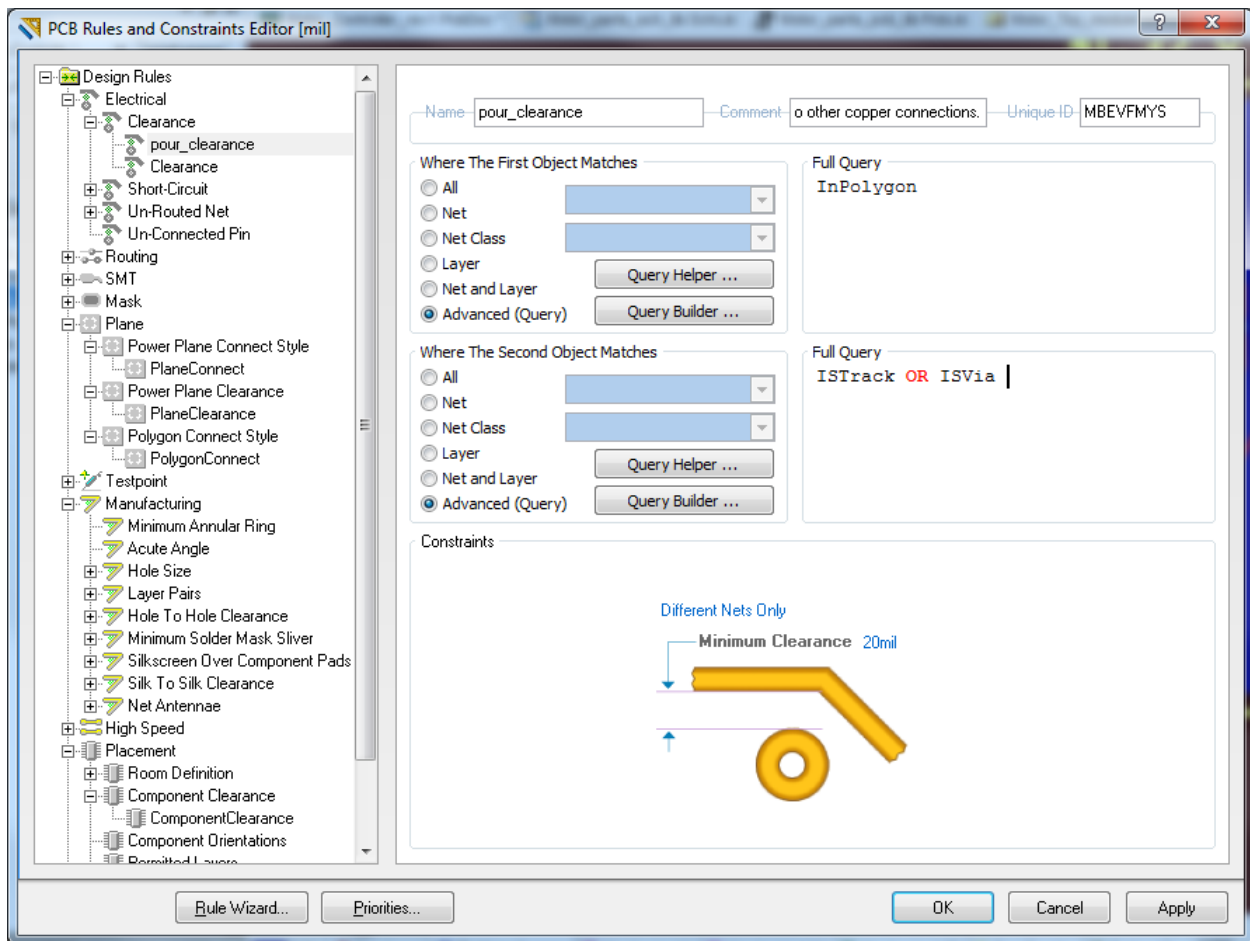 PCB Rules and Constraints Editor [mil]
Design Rules
Electrical
Clearance
pour_clearance
Clearance
Short-Circuit
Un-Routed Net
Un-Connected Pin
Routing
SMT
Mask
Plane
Power Plane Connect Style
PlaneConnect
Power Plane Clearance
PlaneClearance
Polygon Connect Style
PolygonConnect
Testpoint
Manufacturing
Minimum Annular Ring
Acute Angle
Hole Size
Layer Pairs
Hole To Hole Clearance
Minimum Solder Mask Sliver
Silkscreen Over Component Pads
Silk To Silk Clearance
Net Antennae
High Speed
Placement
Room Definition
Component Clearance
ComponentClearance
Component Orientations
Permitted Layers
Name pour_clearance Comment o other copper connections. Unique ID MBEVFMYS
Where The First Object Matches
All
Net
Net Class
Layer
Net and Layer
Advanced (Query)
Query Helper ...
Query Builder ...
Full Query
InPolygon
Where The Second Object Matches
All
Net
Net Class
Layer
Net and Layer
Advanced (Query)
Query Helper ...
Query Builder ...
Full Query
ISTrack OR ISVia
Constraints
Different Nets Only
Minimum Clearance 20mil
Rule Wizard... Priorities... OK Cancel Apply